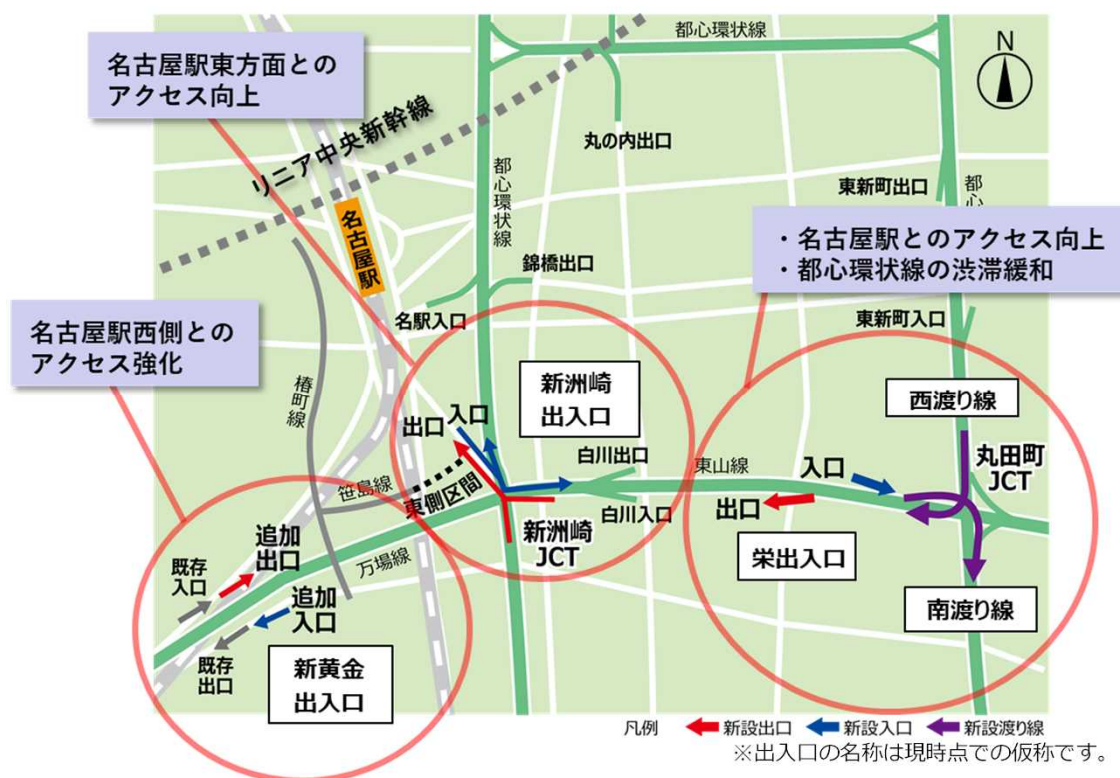 名古屋駅東方面との
アクセス向上
都心環状線
N
リニア中央新幹線
丸の内出口
都心環状線
東新町出口
都心
名古屋駅
・名古屋駅とのアクセス向上
・都心環状線の渋滞緩和
錦橋出口
名駅入口
東新町入口
名古屋駅西側との
アクセス強化
椿町線
新洲崎
出入口
西渡り線
出口
入口
白川出口
東山線
入口
丸田町
JCT
笹島線
東側区間
出口
白川入口
新洲崎
JCT
栄出入口
追加
出口
万場線
既存
入口
追加
入口
南渡り線
既存
出口
新黄金
出入口
凡例 新設出口 新設入口 新設渡り線
※出入口の名称は現時点での仮称です。